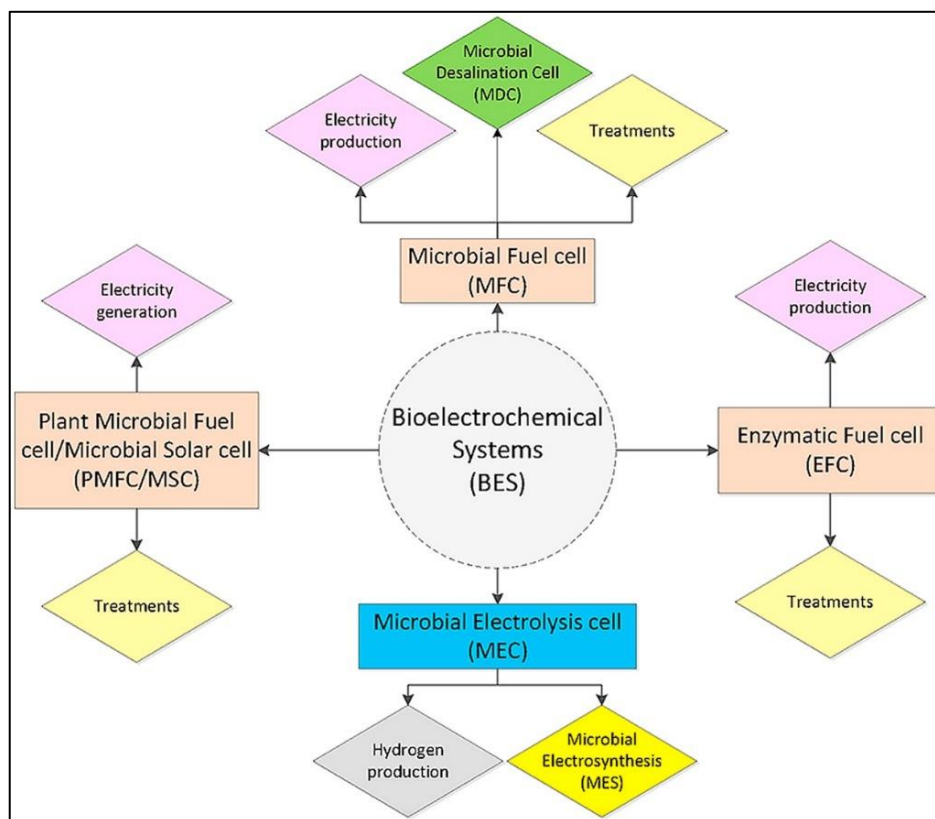 Microbial
Desalination Cell
(MDC)
Electricity
production
Treatments
Microbial Fuel cell
(MFC)
Electricity
generation
Electricity
production
Plant Microbial Fuel
cell/Microbial Solar cell
(PMFC/MSC)
Bioelectrochemical
Systems
(BES)
Enzymatic Fuel cell
(EFC)
Treatments
Treatments
Microbial Electrolysis cell
(MEC)
Hydrogen
production
Microbial
Electrosynthesis
(MES)